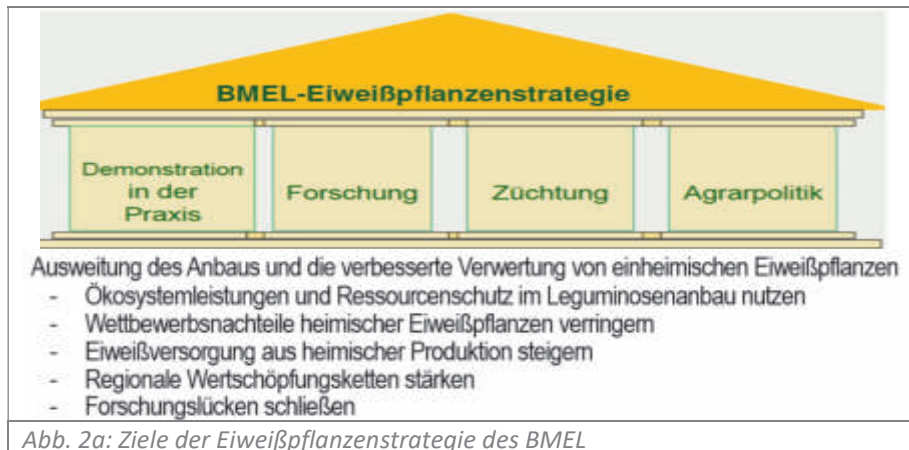 BMEL-Eiweißpflanzenstrategie
Demonstration
in der
Praxis
Forschung
Züchtung
Agrarpolitik
Ausweitung des Anbaus und die verbesserte Verwertung von einheimischen Eiweißpflanzen
- Ökosystemleistungen und Ressourcenschutz im Leguminosenanbau nutzen
- Wettbewerbsnachteile heimischer Eiweißpflanzen verringern
- Eiweißversorgung aus heimischer Produktion steigern
- Regionale Wertschöpfungsketten stärken
- Forschungslücken schließen
Abb. 2a: Ziele der Eiweißpflanzenstrategie des BMEL